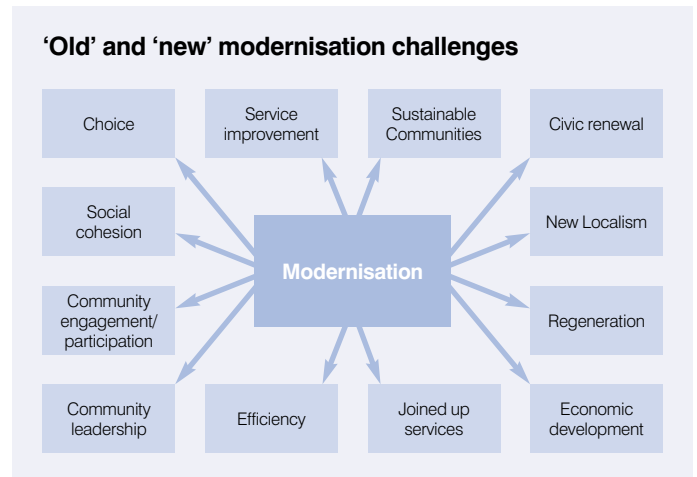 ‘Old’ and ‘new’ modernisation challenges
Choice
Service
improvement
Sustainable
Communities
Civic renewal
Social
cohesion
New Localism
Modernisation
Community
engagement/
participation
Regeneration
Community
leadership
Efficiency
Joined up
services
Economic
development